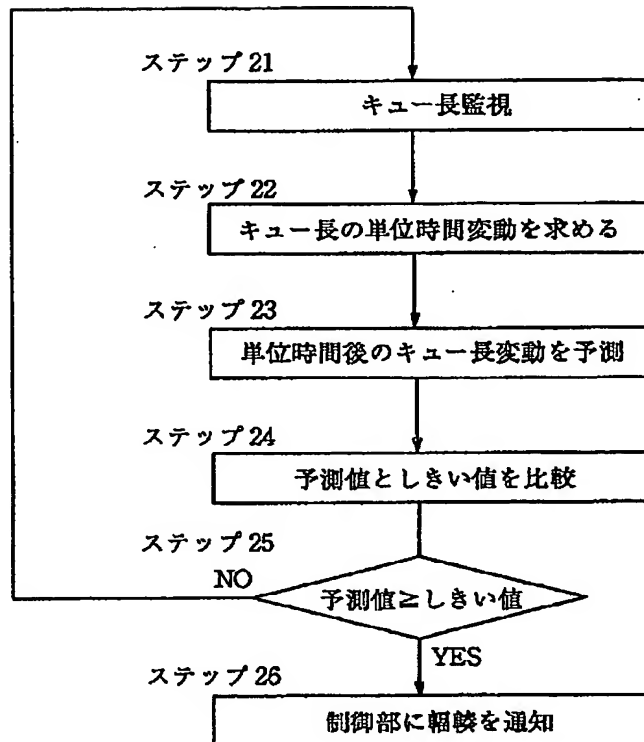 ステップ21
キュー長監視
ステップ22
キュー長の単位時間変動を求める
ステップ23
単位時間後のキュー長変動を予測
ステップ24
予測値としきい値を比較
ステップ25
NO
予測値≧しきい値
YES
ステップ26
制御部に輻輳を通知